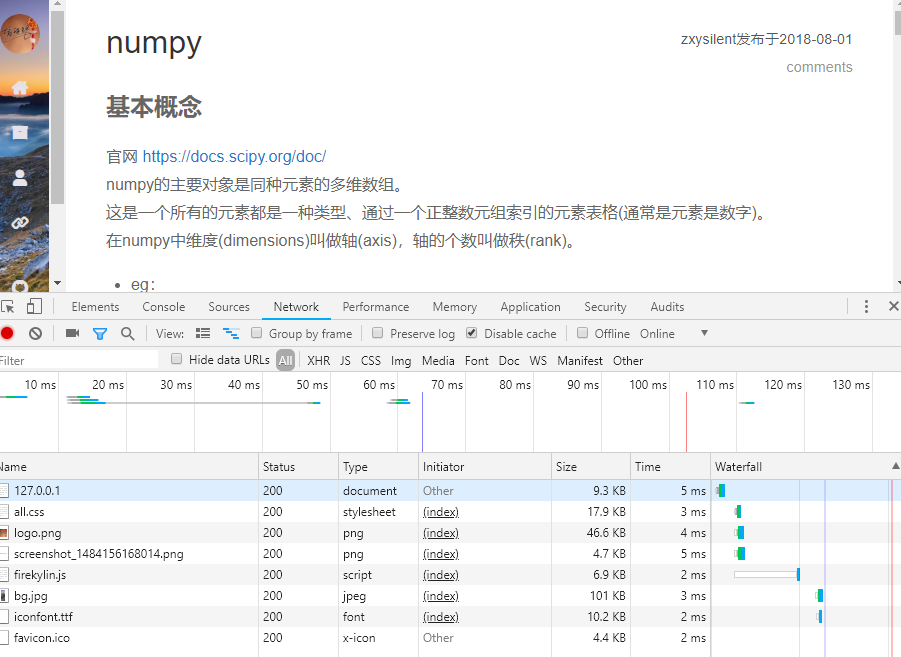 numpy
zxysilent发布于2018-08-01
comments
基本概念
官网 https://docs.scipy.org/doc/
numpy的主要对象是同种元素的多维数组。
这是一个所有的元素都是一种类型、通过一个正整数元组索引的元素表格(通常是元素是数字)。
在numpy中维度(dimensions)叫做轴(axis)，轴的个数叫做秩(rank)。
eg:
Elements Console Sources Network Performance Memory Application Security Audits
View: Group by frame Preserve log Disable cache Offline Online
Filter Hide data URLs All XHR JS CSS Img Media Font Doc WS Manifest Other
10 ms 20 ms 30 ms 40 ms 50 ms 60 ms 70 ms 80 ms 90 ms 100 ms 110 ms 120 ms 130 ms
Name Status Type Initiator Size Time Waterfall
127.0.0.1 200 document Other 9.3 KB 5 ms
all.css 200 stylesheet (index) 17.9 KB 3 ms
logo.png 200 png (index) 46.6 KB 4 ms
screenshot_1484156168014.png 200 png (index) 4.7 KB 5 ms
firekylin.js 200 script (index) 6.9 KB 2 ms
bg.jpg 200 jpeg (index) 101 KB 3 ms
iconfont.ttf 200 font (index) 10.2 KB 2 ms
favicon.ico 200 x-icon Other 4.4 KB 2 ms